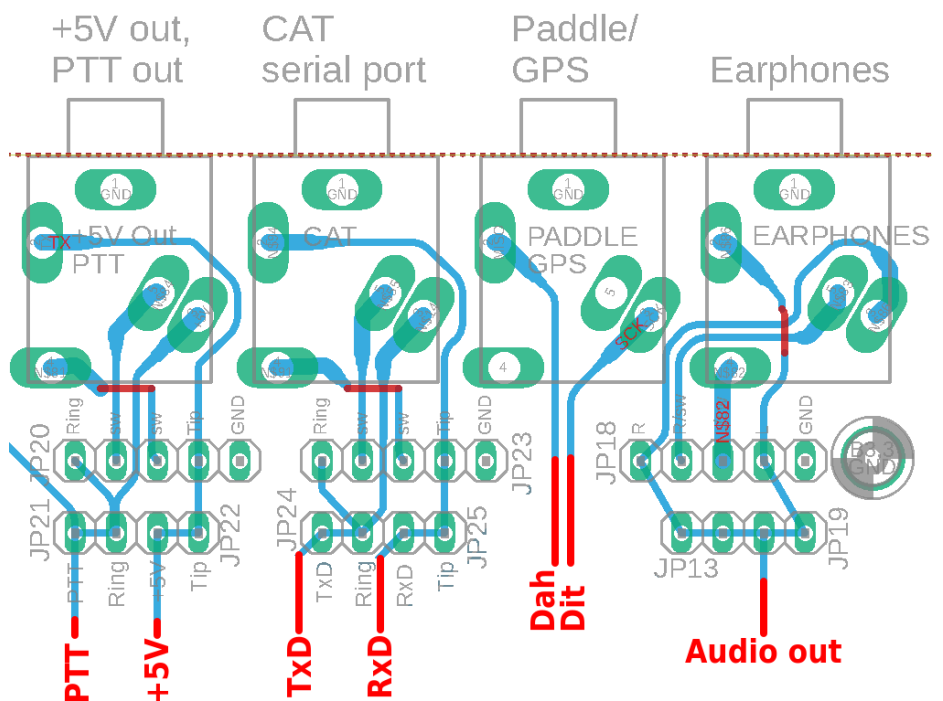 +5V out,
PTT out
CAT
serial port
Paddle/
GPS
Earphones
1
GND
1
GND
1
1
GND
TX
+5V Out
PTT
CAT
PADDLE
GPS
EARPHONES
5
SCK
4
N$81
N$81
N$82
N$82
Ring
sw
sw
Tip
GND
Ring
sw
sw
Tip
GND
R
R/sw
L
GND
JP20
JP23
JP18
GND
JP21
JP22
JP24
JP25
JP13
JP19
PTT
Ring
+5V
Tip
TxD
Ring
RxD
Tip
PTT
+5V
TxD
RxD
Dah
Dit
Audio out